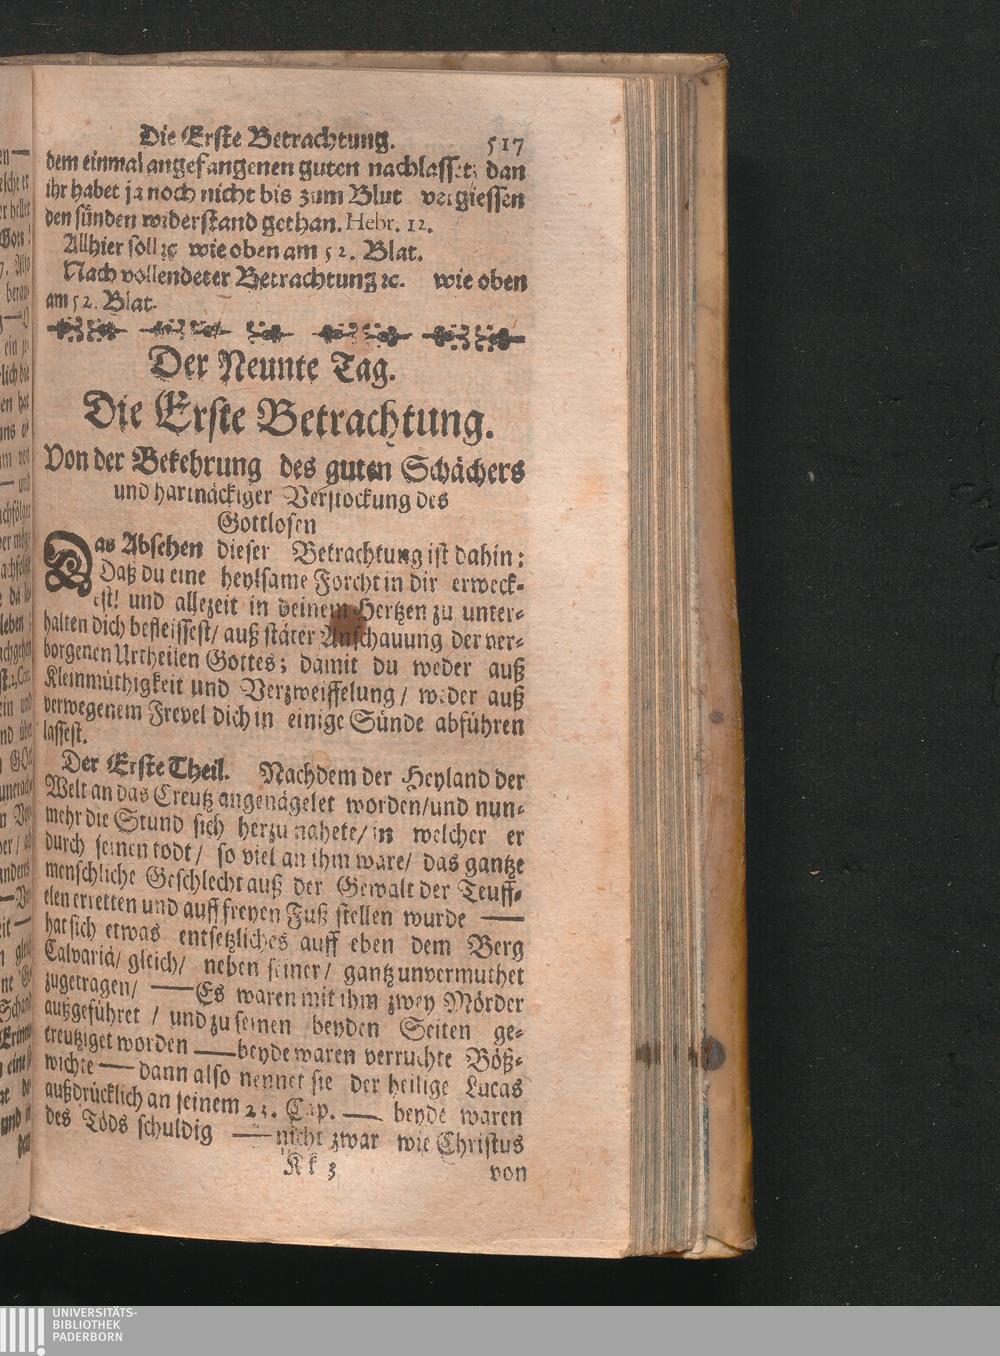 Die Erste Betrachtung. 517
dem einmal angefangenen guten nachlasset; dan
ihr habet ja noch nicht bis zum Blut vergiessen
den sünden widerstand gethan. Hebr. 12.
Allhier soll ꝛc wie oben am 52. Blat.
Nach vollendeter Betrachtung ꝛc. wie oben
am 52. Blat.
Der Neunte Tag.
Die Erste Betrachtung.
Von der Bekehrung des guten Schächers
und hartnäckiger Verstockung des
Gottlosen
Das Absehen dieser Betrachtung ist dahin:
Daß du eine heylsame Forcht in dir erweck-
est! und allezeit in deinem Hertzen zu unter-
halten dich befleissest/ auß stäter Anschauung der ver-
borgenen Urtheilen Gottes; damit du weder auß
Kleinmüthigkeit und Verzweiffelung/ weder auß
verwegenem Frevel dich in einige Sünde abführen
lassest.
Der Erste Theil. Nachdem der Heyland der
Welt an das Creutz angenägelet worden/ und nun-
mehr die Stund sich herzu nahete/ in welcher er
durch seinen todt/ so viel an ihm ware/ das gantze
menschliche Geschlecht auß der Gewalt der Teuff-
elen erretten und auff freyen Fuß stellen wurde —
hat sich etwas entsetzliches auff eben dem Berg
Calvariä/ gleich/ neben seiner/ gantz unvermuthet
zugetragen/ — Es waren mit ihm zwey Mörder
außgeführet / und zu seinen beyden Seiten ge-
creutziget worden — beyde waren verruchte Böß-
wichte — dann also nennet sie der heilige Lucas
außdrücklich an seinem 23. Cap. — beyde waren
des Töds schuldig — nicht zwar wie Christus
Kk 3 von
UNIVERSITÄTS-
BIBLIOTHEK
PADERBORN